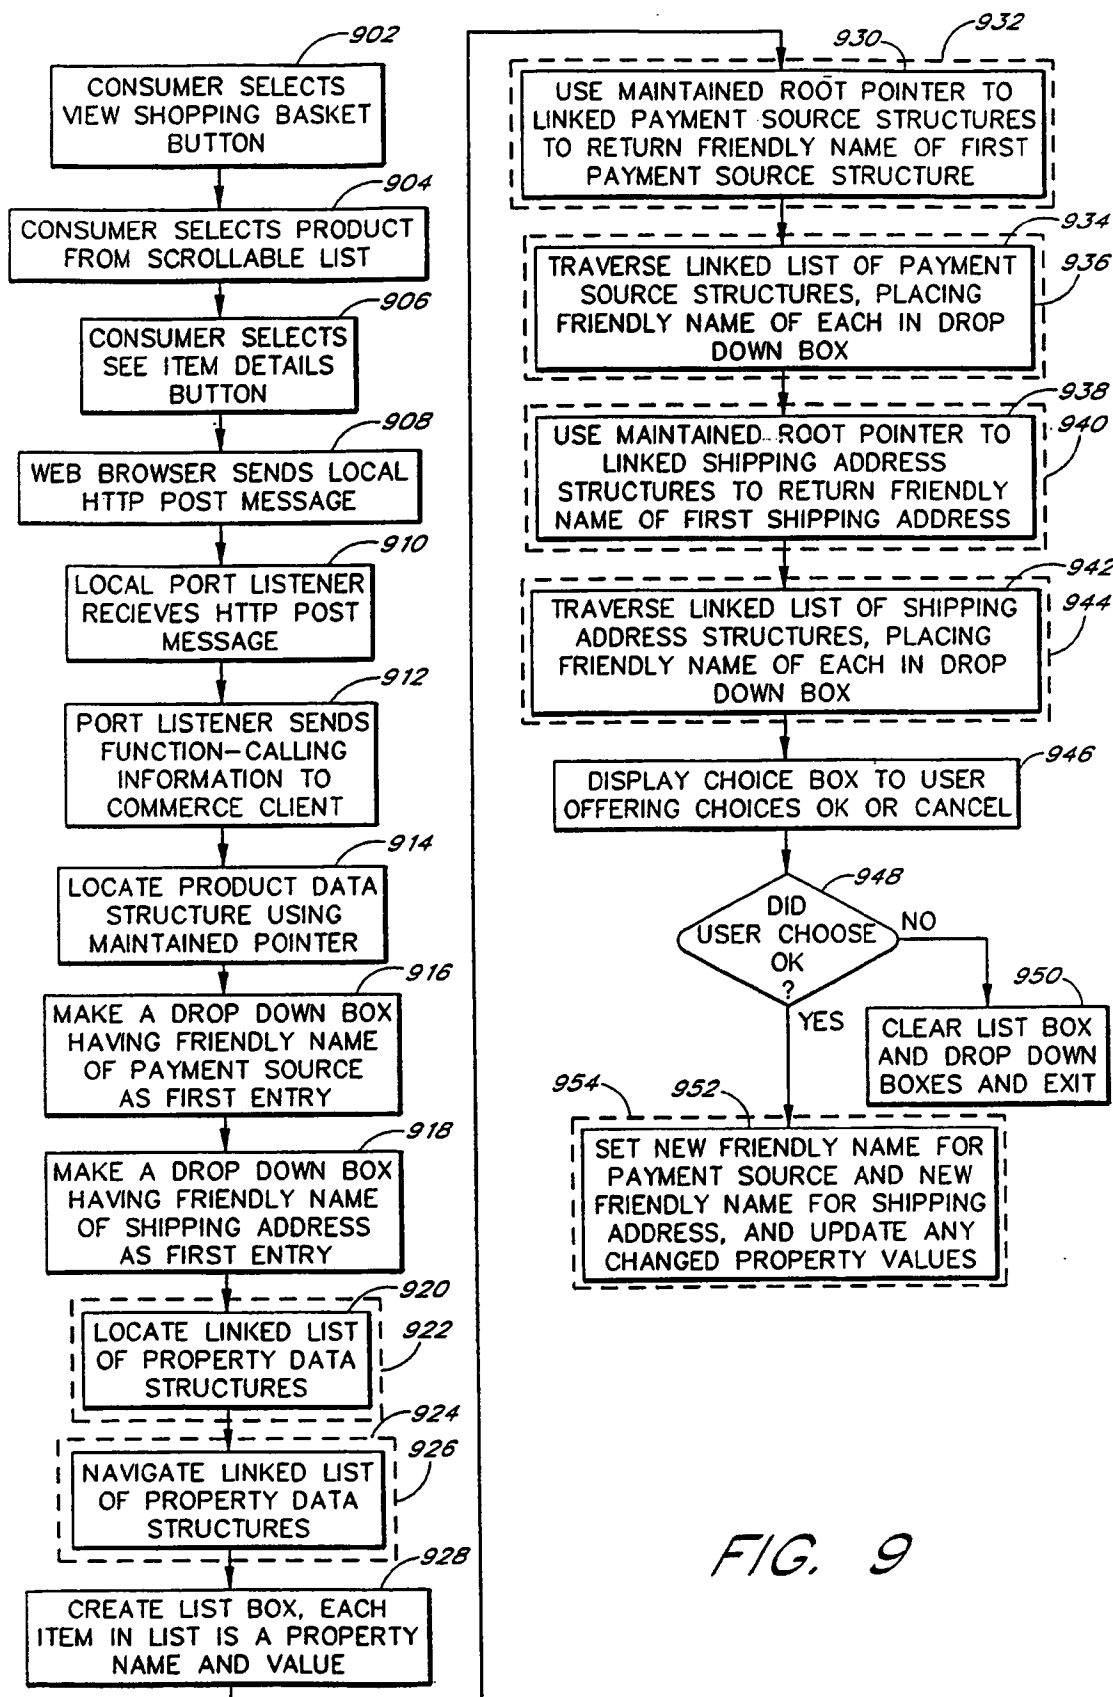 902
CONSUMER SELECTS
VIEW SHOPPING BASKET
BUTTON
904
CONSUMER SELECTS PRODUCT
FROM SCROLLABLE LIST
906
CONSUMER SELECTS
SEE ITEM DETAILS
BUTTON
908
WEB BROWSER SENDS LOCAL
HTTP POST MESSAGE
910
LOCAL PORT LISTENER
RECIEVES HTTP POST
MESSAGE
912
PORT LISTENER SENDS
FUNCTION-CALLING
INFORMATION TO
COMMERCE CLIENT
914
LOCATE PRODUCT DATA
STRUCTURE USING
MAINTAINED POINTER
916
MAKE A DROP DOWN BOX
HAVING FRIENDLY NAME
OF PAYMENT SOURCE
AS FIRST ENTRY
918
MAKE A DROP DOWN BOX
HAVING FRIENDLY NAME
OF SHIPPING ADDRESS
AS FIRST ENTRY
920
922
LOCATE LINKED LIST
OF PROPERTY DATA
STRUCTURES
924
926
NAVIGATE LINKED LIST
OF PROPERTY DATA
STRUCTURES
928
CREATE LIST BOX, EACH
ITEM IN LIST IS A PROPERTY
NAME AND VALUE
930
932
USE MAINTAINED ROOT POINTER TO
LINKED PAYMENT SOURCE STRUCTURES
TO RETURN FRIENDLY NAME OF FIRST
PAYMENT SOURCE STRUCTURE
934
936
TRAVERSE LINKED LIST OF PAYMENT
SOURCE STRUCTURES, PLACING
FRIENDLY NAME OF EACH IN DROP
DOWN BOX
938
940
USE MAINTAINED ROOT POINTER TO
LINKED SHIPPING ADDRESS
STRUCTURES TO RETURN FRIENDLY
NAME OF FIRST SHIPPING ADDRESS
942
944
TRAVERSE LINKED LIST OF SHIPPING
ADDRESS STRUCTURES, PLACING
FRIENDLY NAME OF EACH IN DROP
DOWN BOX
946
DISPLAY CHOICE BOX TO USER
OFFERING CHOICES OK OR CANCEL
948
DID
USER CHOOSE
OK
?
NO
YES
950
CLEAR LIST BOX
AND DROP DOWN
BOXES AND EXIT
954
952
SET NEW FRIENDLY NAME FOR
PAYMENT SOURCE AND NEW
FRIENDLY NAME FOR SHIPPING
ADDRESS, AND UPDATE ANY
CHANGED PROPERTY VALUES
FIG. 9